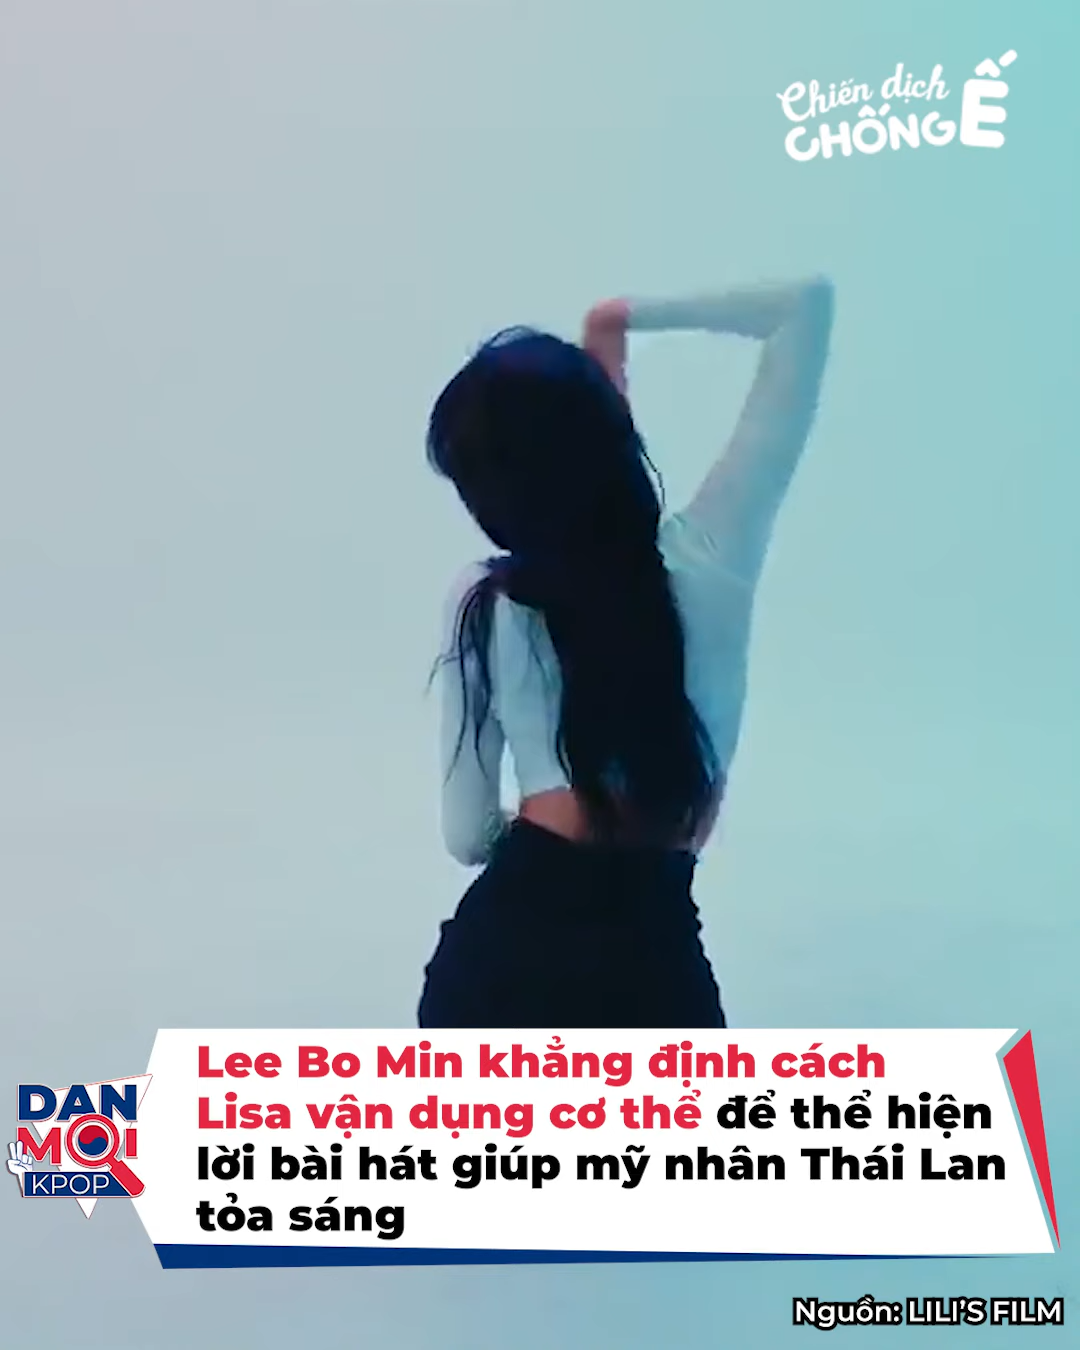 Chiến dịch
CHỐNG Ế
Lee Bo Min khẳng định cách
Lisa vận dụng cơ thể để thể hiện
lời bài hát giúp mỹ nhân Thái Lan
tỏa sáng
DAN
MOI
KPOP
Nguồn: LILI'S FILM